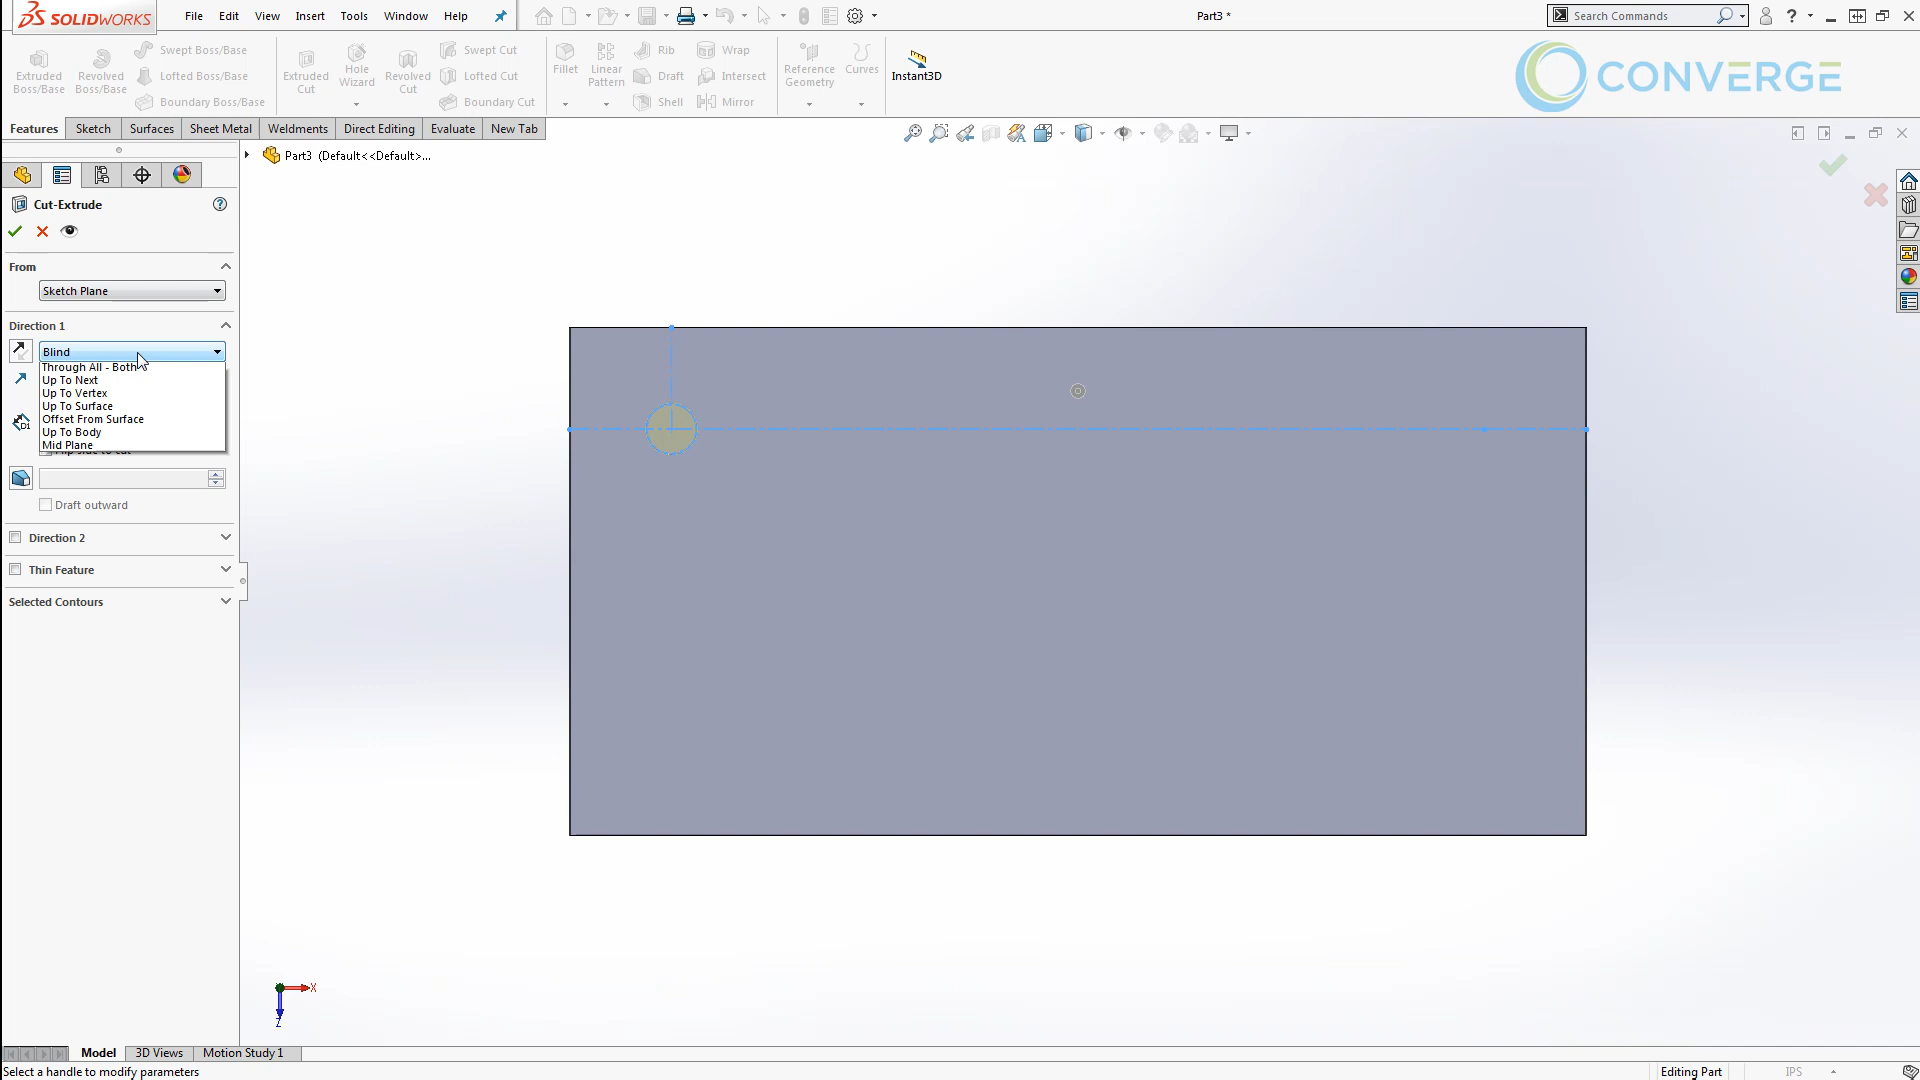 SOLIDWORKS
File Edit View Insert Tools Window Help
Part3 *
Search Commands
Extruded Boss/Base
Revolved Boss/Base
Swept Boss/Base
Lofted Boss/Base
Boundary Boss/Base
Extruded Cut
Hole Wizard
Revolved Cut
Swept Cut
Lofted Cut
Boundary Cut
Fillet
Linear Pattern
Rib
Draft
Shell
Wrap
Intersect
Mirror
Reference Geometry
Curves
Instant3D
CONVERGE
Features Sketch Surfaces Sheet Metal Weldments Direct Editing Evaluate New Tab
Part3 (Default<<Default>...
Cut-Extrude
From
Sketch Plane
Direction 1
Blind
Through All - Both
Up To Next
Up To Vertex
Up To Surface
Offset From Surface
Up To Body
Mid Plane
D1
Draft outward
Direction 2
Thin Feature
Selected Contours
X
Z
Model 3D Views Motion Study 1
Select a handle to modify parameters
Editing Part
IPS